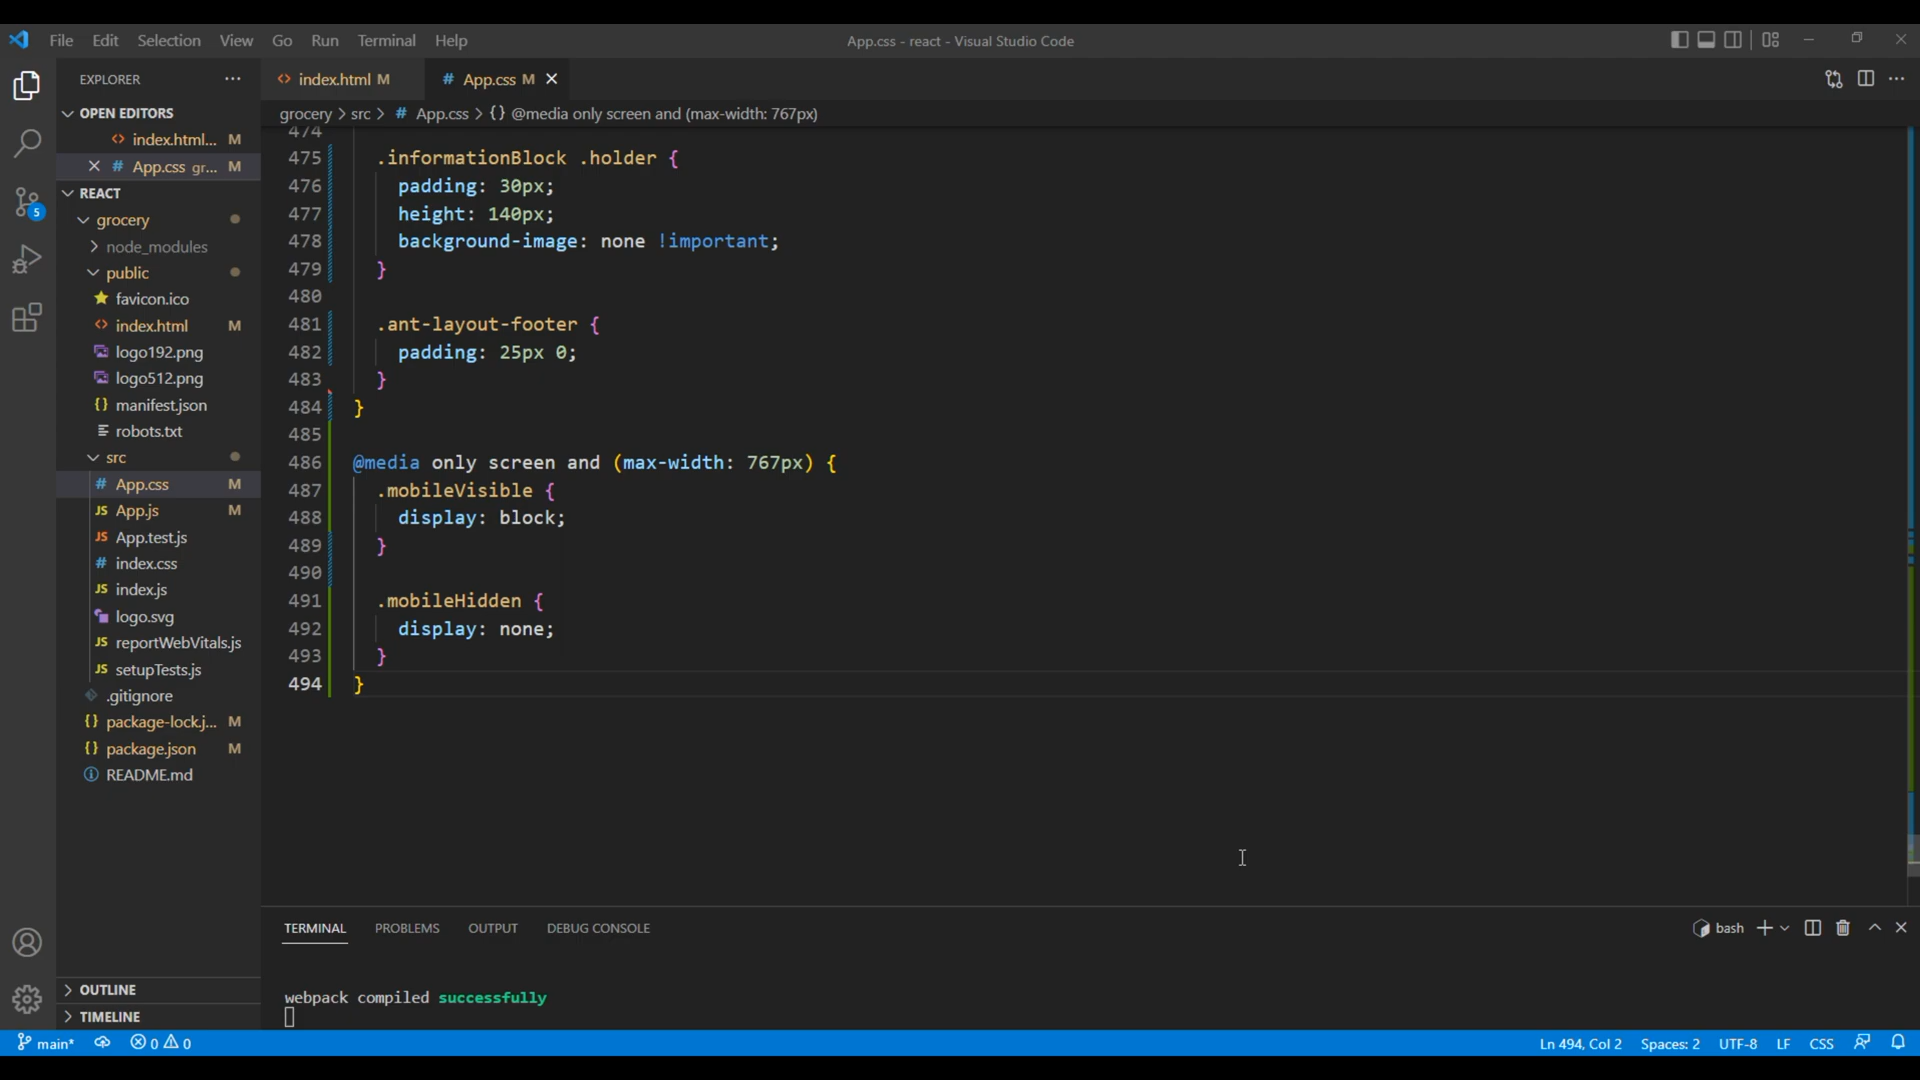 File Edit Selection View Go Run Terminal Help
App.css - react - Visual Studio Code
EXPLORER
OPEN EDITORS
index.html... M
App.css gr... M
REACT
grocery
node_modules
public
favicon.ico
index.html M
logo192.png
logo512.png
manifest.json
robots.txt
src
App.css M
App.js M
App.test.js
index.css
index.js
logo.svg
reportWebVitals.js
setupTests.js
.gitignore
package-lock.j... M
package.json M
README.md
OUTLINE
TIMELINE
5
index.html M
App.css M
grocery > src > # App.css > {} @media only screen and (max-width: 767px)
474
475 .informationBlock .holder {
476 padding: 30px;
477 height: 140px;
478 background-image: none !important;
479 }
480
481 .ant-layout-footer {
482 padding: 25px 0;
483 }
484 }
485
486 @media only screen and (max-width: 767px) {
487 .mobileVisible {
488 display: block;
489 }
490
491 .mobileHidden {
492 display: none;
493 }
494 }
TERMINAL PROBLEMS OUTPUT DEBUG CONSOLE
bash
webpack compiled successfully
main* 0 0
Ln 494, Col 2 Spaces: 2 UTF-8 LF CSS